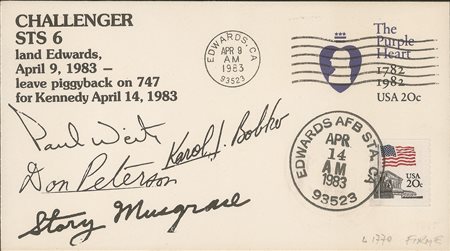 CHALLENGER
STS 6
land Edwards,
April 9, 1983 –
leave piggyback on 747
for Kennedy April 14, 1983
EDWARDS, CA
APR 9
AM
1983
93523
The
Purple
Heart
1782
1982
USA 20c
Paul Weitz
Karol J. Bobko
Don Peterson
Story Musgrave
EDWARDS AFB STA, CA
APR
14
AM
1983
93523
USA
20c
L 1770